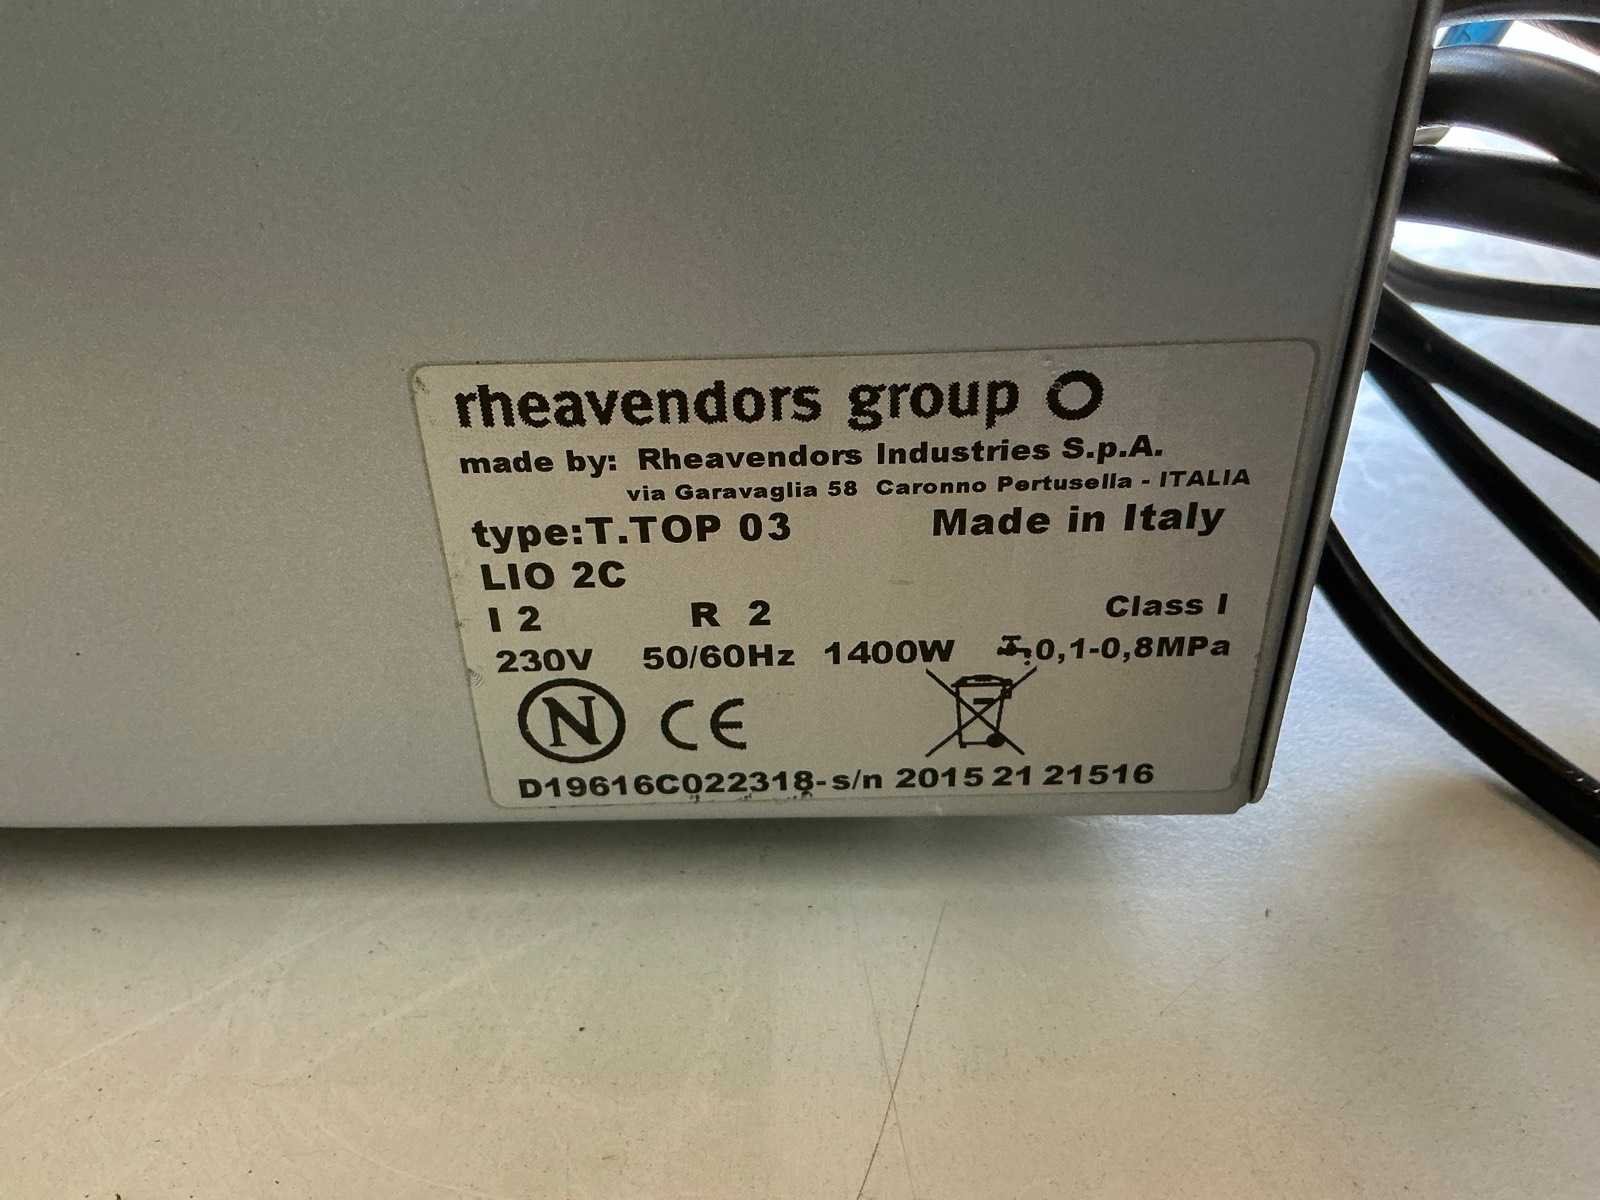 rheavendors group
made by: Rheavendors Industries S.p.A.
via Garavaglia 58 Caronno Pertusella - ITALIA
type:T.TOP 03 Made in Italy
LIO 2C
I 2 R 2 Class I
230V 50/60Hz 1400W 0,1-0,8MPa
N CE
D19616C022318-s/n 2015 21 21516